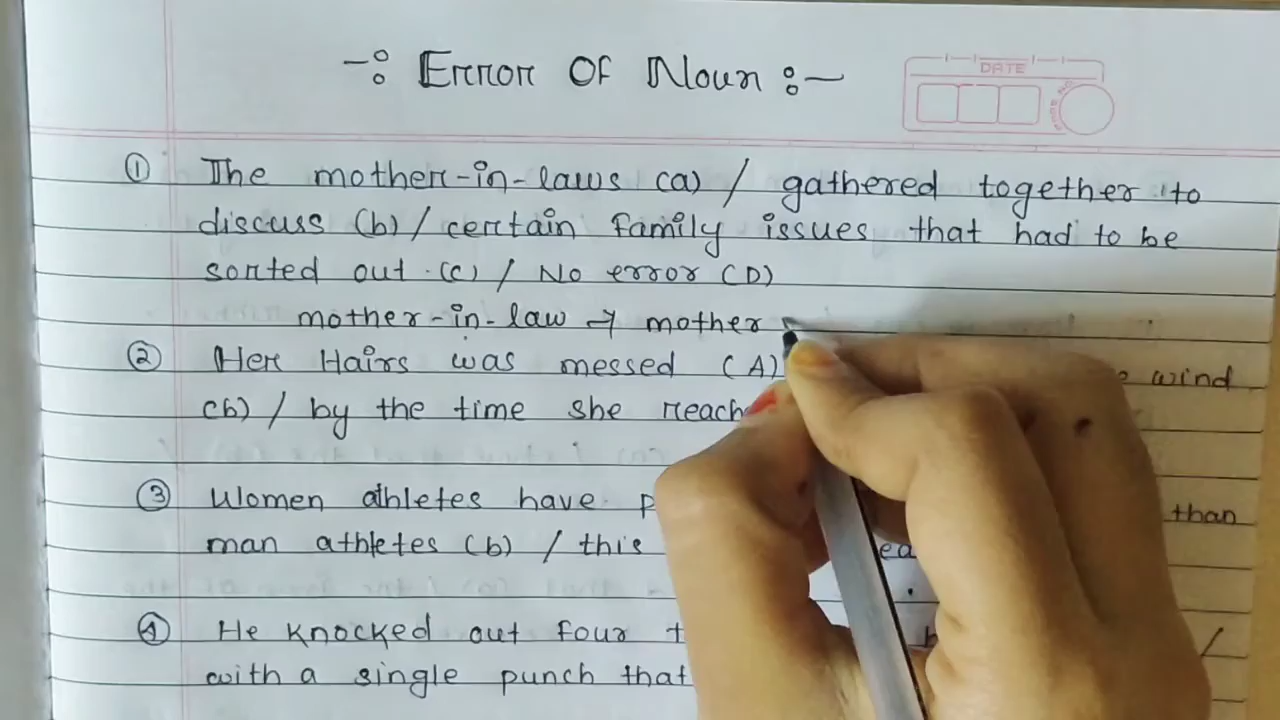 -: Error Of Noun :-
DATE
① The mother-in-laws (a) / gathered together to
discuss (b) / certain family issues that had to be
sorted out (c) / No error (D)
mother-in-law → mother
② Her Hairs was messed (A) wind
(b) / by the time she
③ Women athletes have than
man athletes (b) / this
④ He knocked out four /
with a single punch that